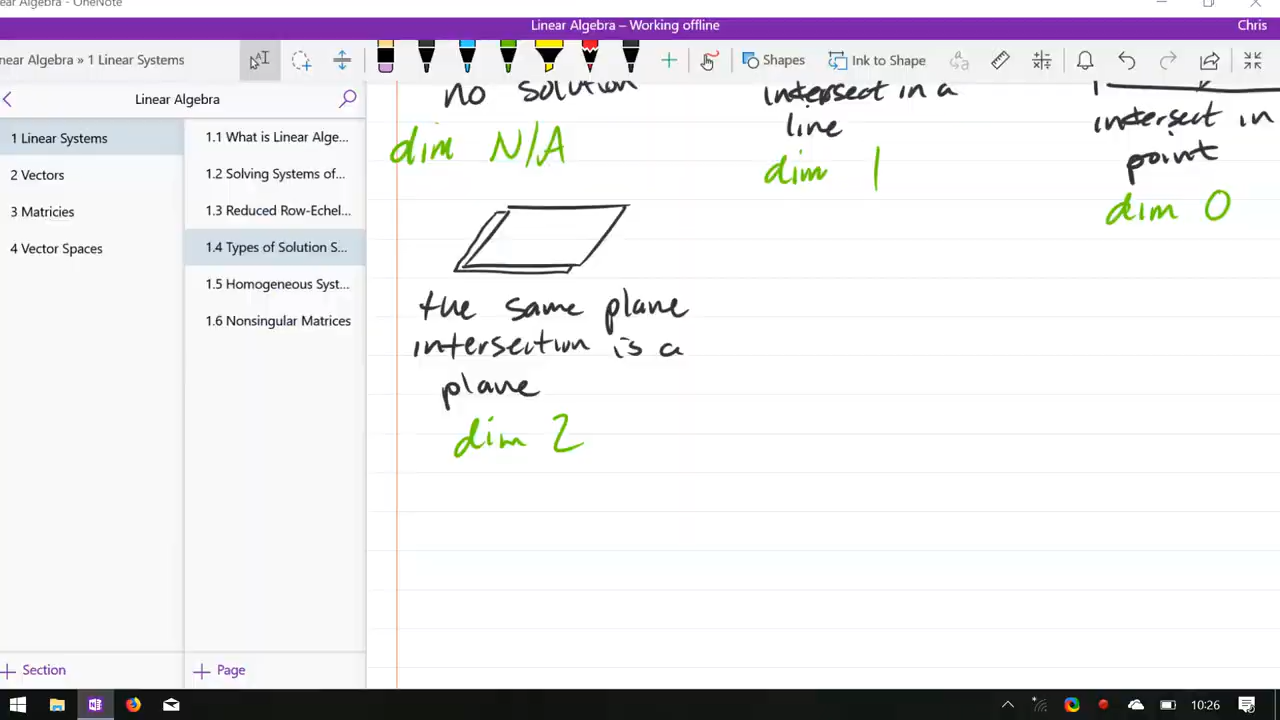 near Algebra - OneNote
Linear Algebra – Working offline
Chris
near Algebra » 1 Linear Systems
Shapes
Ink to Shape
Linear Algebra
1 Linear Systems
2 Vectors
3 Matricies
4 Vector Spaces
1.1 What is Linear Alge...
1.2 Solving Systems of...
1.3 Reduced Row-Echel...
1.4 Types of Solution S...
1.5 Homogeneous Syst...
1.6 Nonsingular Matrices
no solution
dim N/A
intersect in a
line
dim 1
intersect in
point
dim 0
the same plane
intersection is a
plane
dim 2
Section
Page
10:26